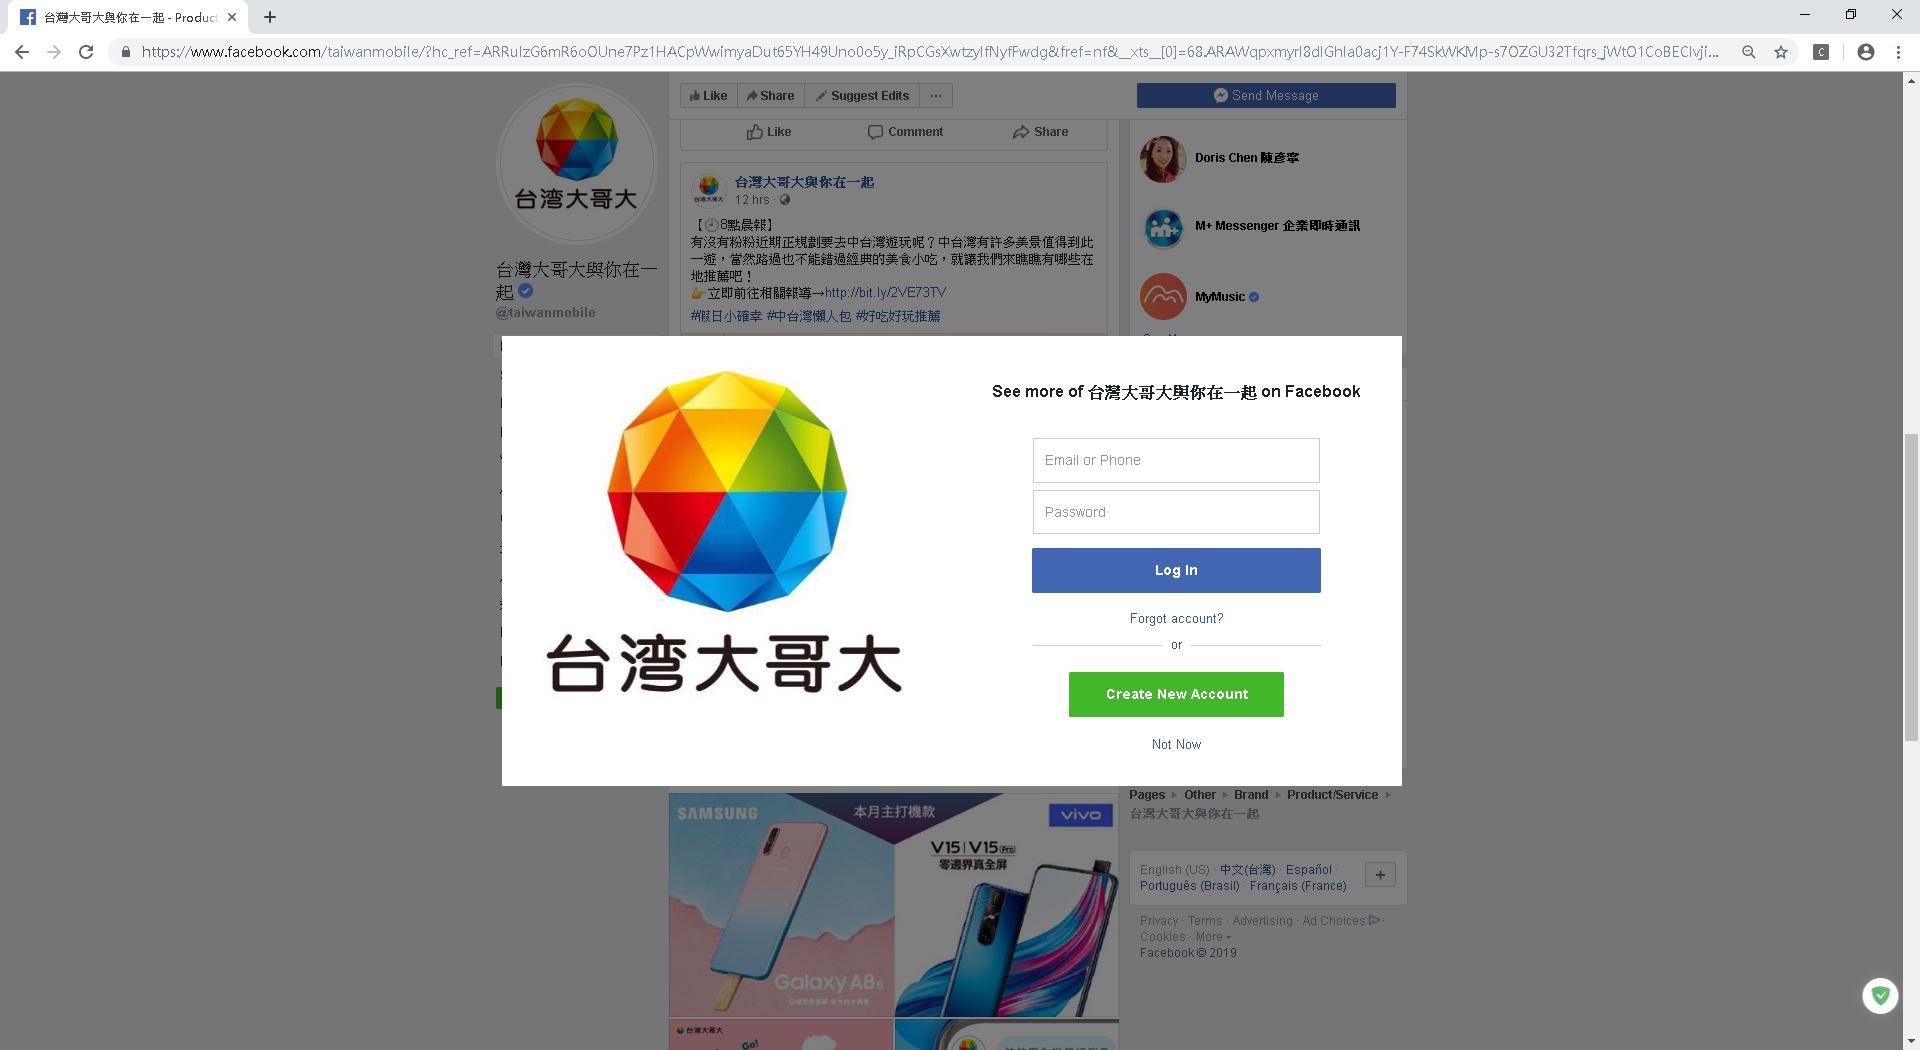 台灣大哥大與你在一起 - Product
https://www.facebook.com/taiwanmobile/?hc_ref=
Like
Share
Suggest Edits
Send Message
Like
Comment
Share
台灣大哥大
台灣大哥大與你在一起
@taiwanmobile
台灣大哥大與你在一起
12 hrs ·
【🕗8點晨報】
有沒有粉粉近期正規劃要去中台灣遊玩呢？中台灣有許多美景值得到此
一遊，當然路過也不能錯過經典的美食小吃，就讓我們來瞧瞧有哪些在
地推薦吧！
👉立即前往相關報導→http://bit.ly/2VE73TV
#假日小確幸 #中台灣懶人包 #好吃好玩推薦
Doris Chen 陳彥寧
M+ Messenger 企業即時通訊
MyMusic
台湾大哥大
See more of 台灣大哥大與你在一起 on Facebook
Email or Phone
Password
Log In
Forgot account?
or
Create New Account
Not Now
SAMSUNG
本月主打機款
vivo
V15|V15 Pro
零邊界真全屏
Galaxy A8s
台灣大哥大
Go!
Pages
Other
Brand
Product/Service
台灣大哥大與你在一起
English (US) · 中文(台灣) · Español ·
Português (Brasil) · Français (France)
Privacy · Terms · Advertising · Ad Choices ·
Cookies · More
Facebook © 2019